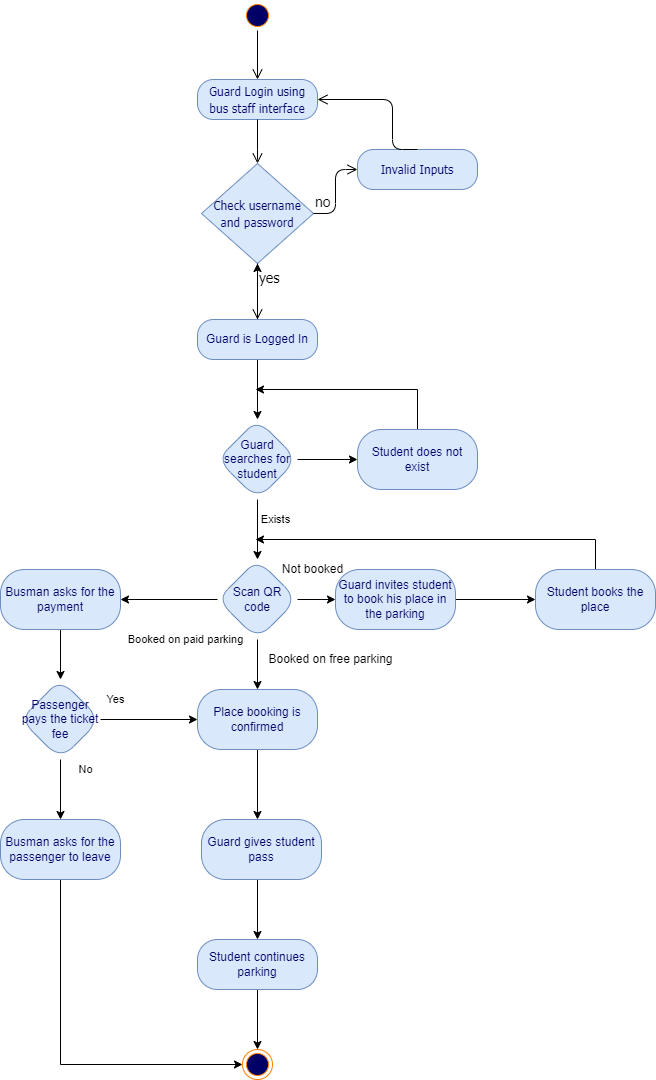 Guard Login using
bus staff interface
Invalid Inputs
Check username
and password
no
yes
Guard is Logged In
Guard
searches for
student
Student does not
exist
Exists
Not booked
Busman asks for the
payment
Scan QR
code
Guard invites student
to book his place in
the parking
Student books the
place
Booked on paid parking
Booked on free parking
Passenger
pays the ticket
fee
Yes
Place booking is
confirmed
No
Busman asks for the
passenger to leave
Guard gives student
pass
Student continues
parking